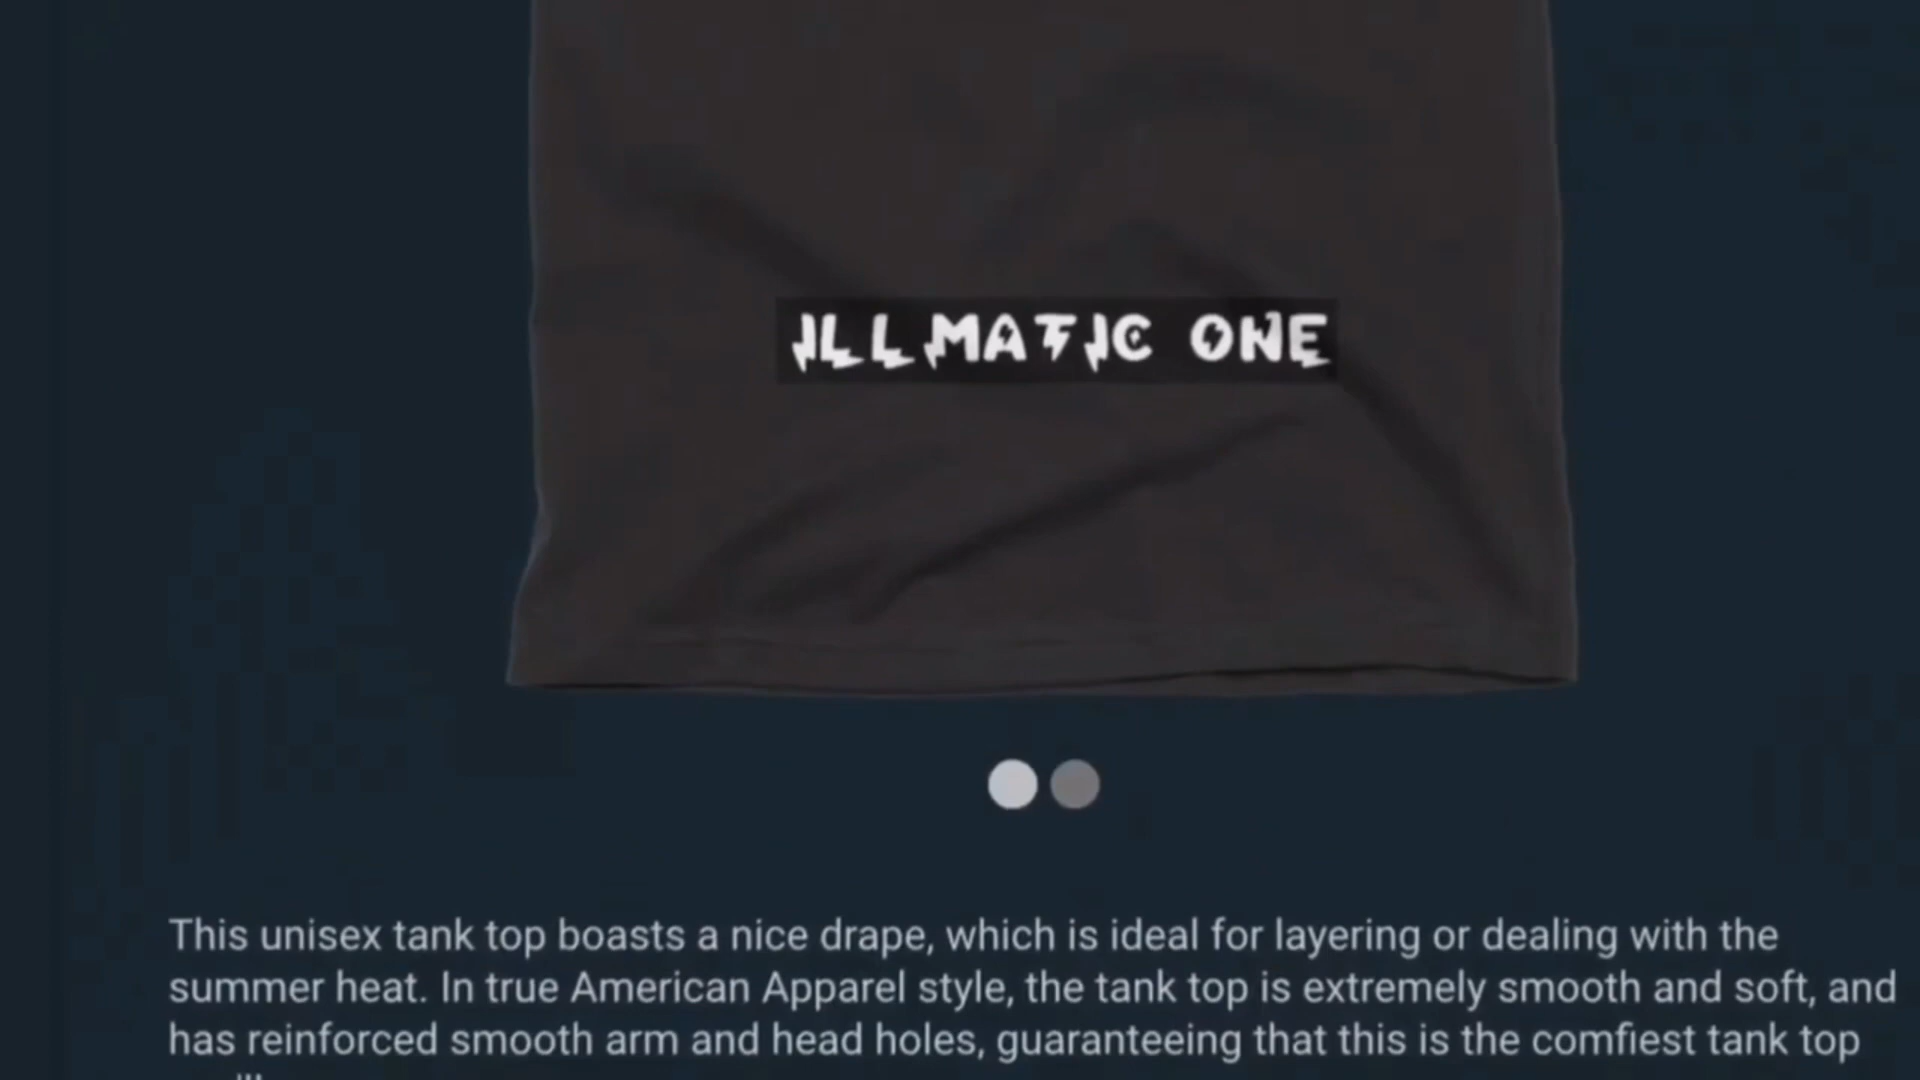 ILLMATIC ONE
This unisex tank top boasts a nice drape, which is ideal for layering or dealing with the
summer heat. In true American Apparel style, the tank top is extremely smooth and soft, and
has reinforced smooth arm and head holes, guaranteeing that this is the comfiest tank top